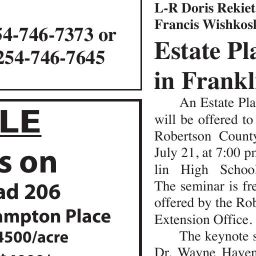 54-746-7373 or
254-746-7645
LE
s on
ad 206
ampton Place
4500/acre
L-R Doris Rekiet
Francis Wishkosk
Estate Pla
in Frankli
An Estate Pla
will be offered to
Robertson County
July 21, at 7:00 pm
lin High School
The seminar is fre
offered by the Rob
Extension Office.
The keynote s
Dr. Wayne Hayen